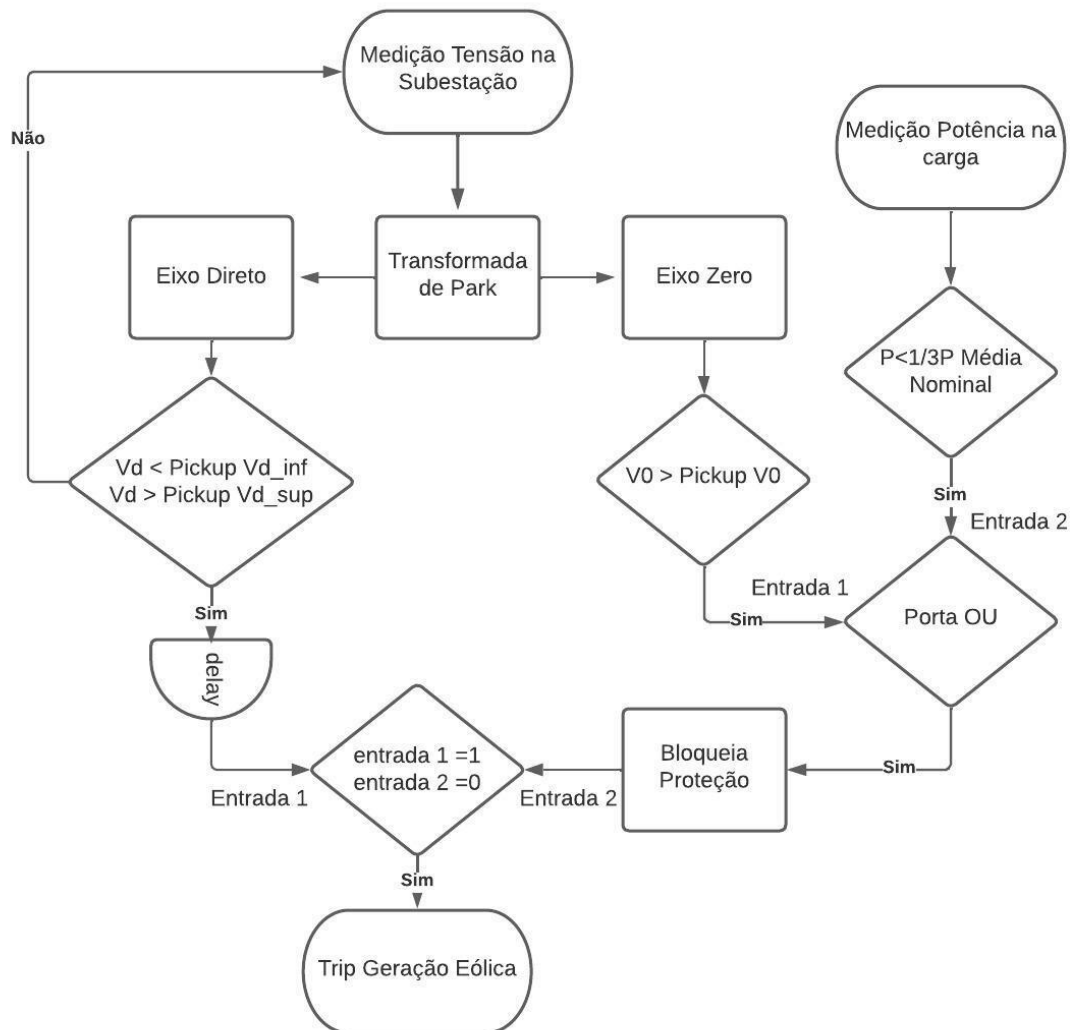 Medição Tensão na
Subestação
Não
Medição Potência na
carga
Eixo Direto
Transformada
de Park
Eixo Zero
P<1/3P Média
Nominal
Vd < Pickup Vd_inf
Vd > Pickup Vd_sup
V0 > Pickup V0
Sim
Entrada 2
Entrada 1
Sim
Porta OU
Sim
delay
entrada 1 =1
entrada 2 =0
Bloqueia
Proteção
Sim
Entrada 1
Entrada 2
Sim
Trip Geração Eólica